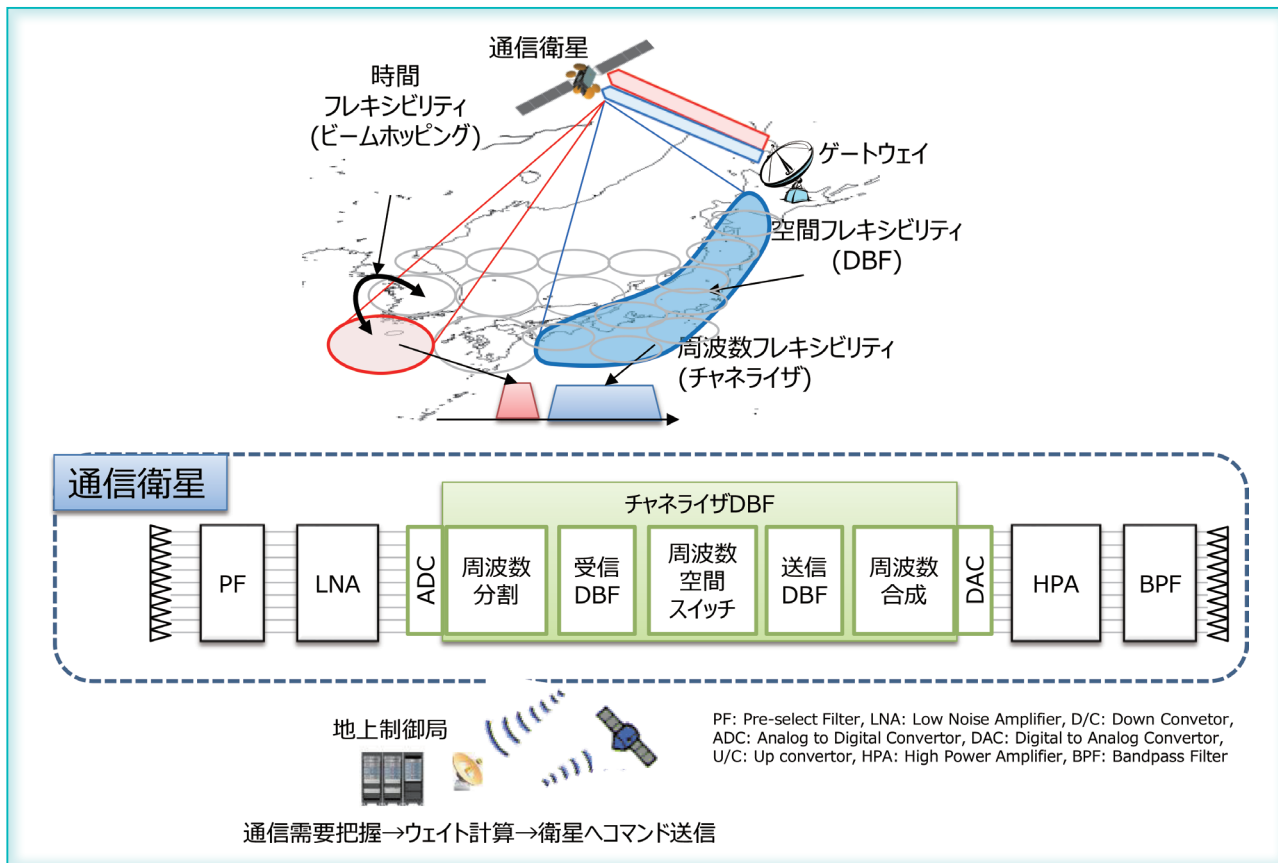 通信衛星
時間
フレキシビリティ
(ビームホッピング)
ゲートウェイ
空間フレキシビリティ
(DBF)
周波数フレキシビリティ
(チャネライザ)
通信衛星
チャネライザDBF
PF
LNA
ADC
周波数
分割
受信
DBF
周波数
空間
スイッチ
送信
DBF
周波数
合成
DAC
HPA
BPF
地上制御局
PF: Pre-select Filter, LNA: Low Noise Amplifier, D/C: Down Convetor,
ADC: Analog to Digital Convertor, DAC: Digital to Analog Convertor,
U/C: Up convertor, HPA: High Power Amplifier, BPF: Bandpass Filter
通信需要把握→ウェイト計算→衛星へコマンド送信